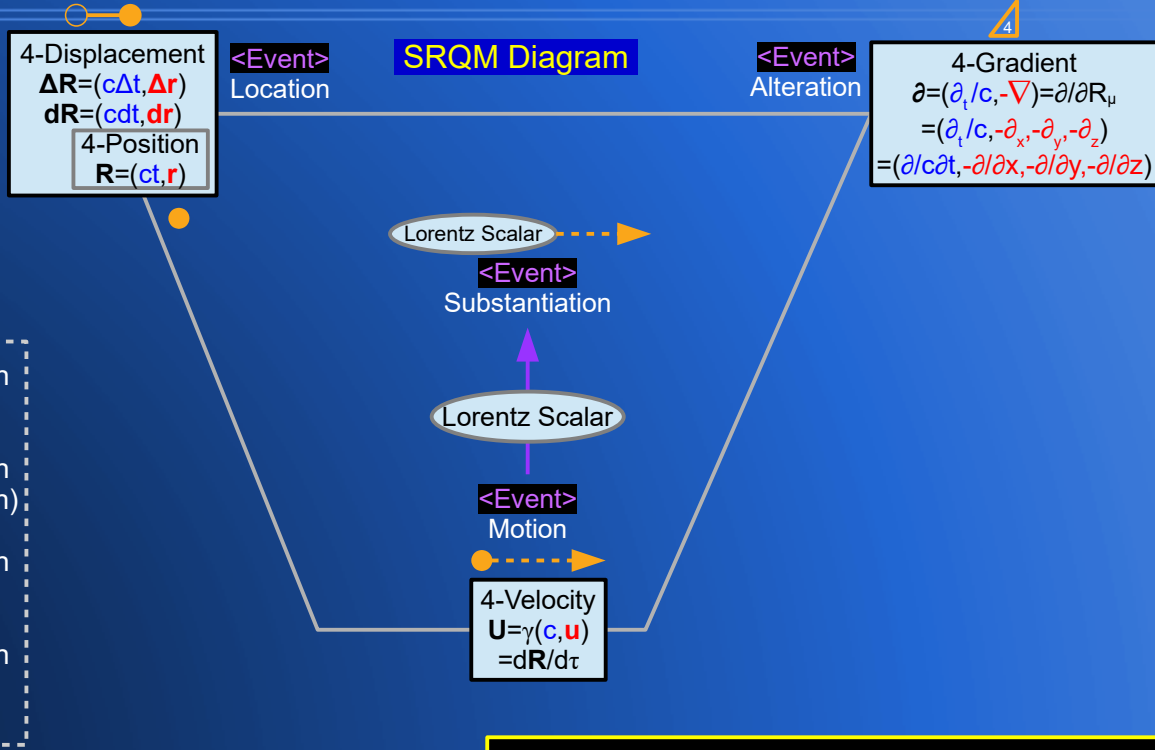 4
4-Displacement
ΔR=(cΔt,Δr)
dR=(cdt,dr)
4-Position
R=(ct,r)
<Event>
Location
SRQM Diagram
<Event>
Alteration
4-Gradient
∂=(∂ₜ/c,-∇)=∂/∂Rμ
=(∂ₜ/c,-∂ₓ,-∂y,-∂z)
=(∂/c∂t,-∂/∂x,-∂/∂y,-∂/∂z)
Lorentz Scalar
<Event>
Substantiation
Lorentz Scalar
<Event>
Motion
4-Velocity
U=γ(c,u)
=dR/dτ